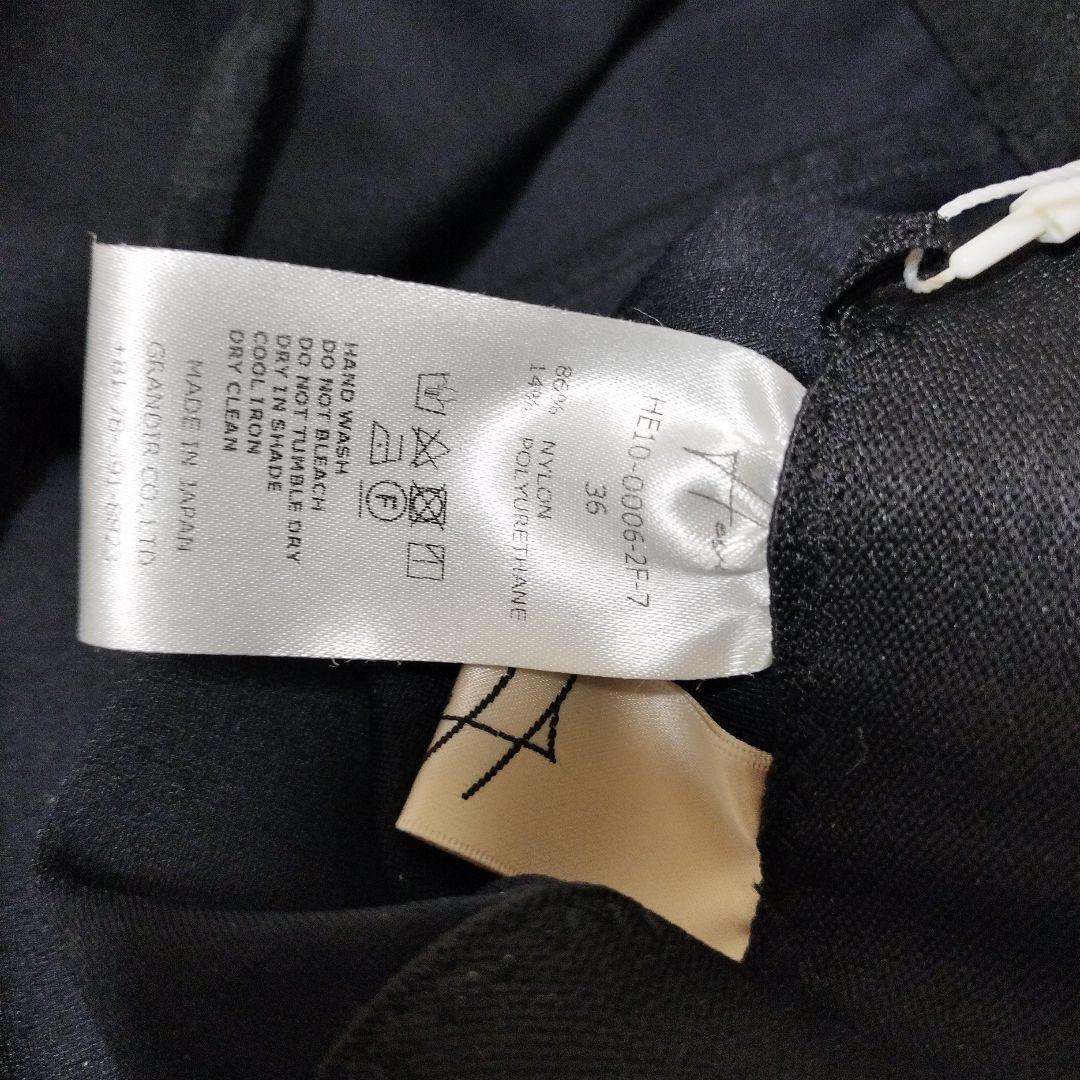 HE10-0006-2F-7
36
86% NYLON
14% POLYURETHANE
HAND WASH
DO NOT BLEACH
DO NOT TUMBLE DRY
DRY IN SHADE
COOL IRON
DRY CLEAN
MADE IN JAPAN
GRANDIR CO.,LTD